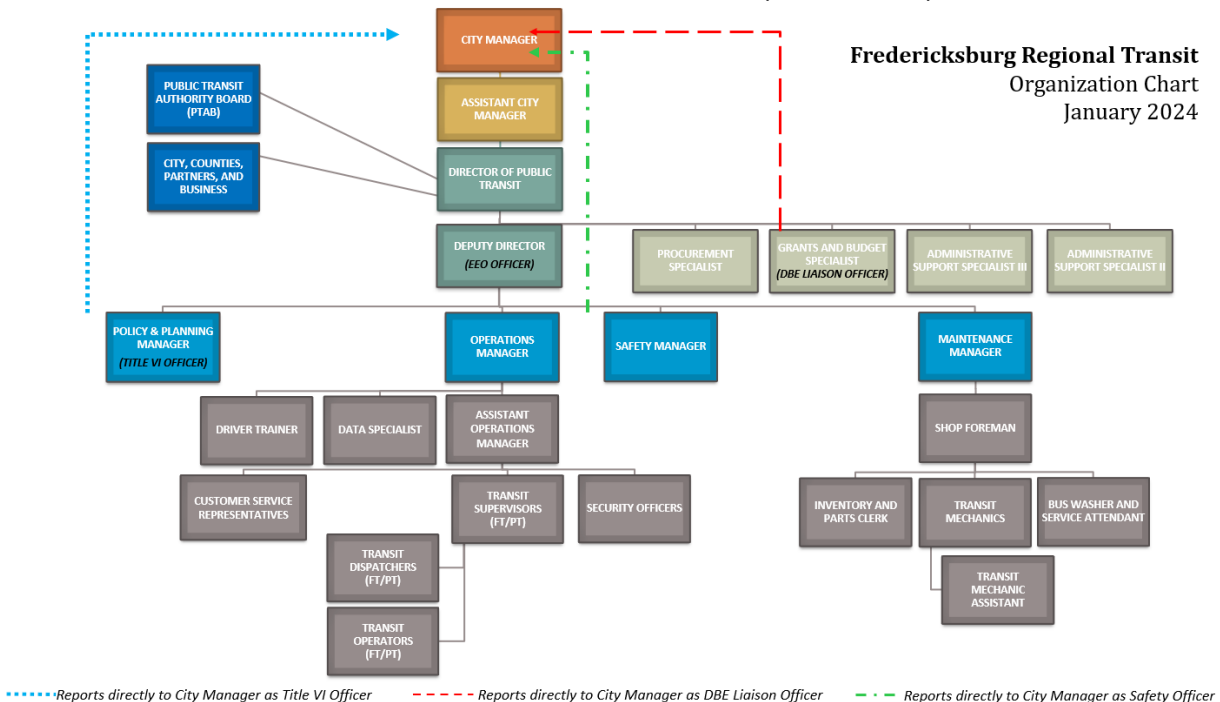 CITY MANAGER
Fredericksburg Regional Transit
Organization Chart
January 2024
PUBLIC TRANSIT
AUTHORITY BOARD
(PTAB)
ASSISTANT CITY
MANAGER
CITY, COUNTIES,
PARTNERS, AND
BUSINESS
DIRECTOR OF PUBLIC
TRANSIT
DEPUTY DIRECTOR
(EEO OFFICER)
PROCUREMENT
SPECIALIST
GRANTS AND BUDGET
SPECIALIST
(DBE LIAISON OFFICER)
ADMINISTRATIVE
SUPPORT SPECIALIST III
ADMINISTRATIVE
SUPPORT SPECIALIST II
POLICY & PLANNING
MANAGER
(TITLE VI OFFICER)
OPERATIONS
MANAGER
SAFETY MANAGER
MAINTENANCE
MANAGER
DRIVER TRAINER
DATA SPECIALIST
ASSISTANT
OPERATIONS
MANAGER
SHOP FOREMAN
CUSTOMER SERVICE
REPRESENTATIVES
TRANSIT
SUPERVISORS
(FT/PT)
SECURITY OFFICERS
INVENTORY AND
PARTS CLERK
TRANSIT
MECHANICS
BUS WASHER AND
SERVICE ATTENDANT
TRANSIT
DISPATCHERS
(FT/PT)
TRANSIT
MECHANIC
ASSISTANT
TRANSIT
OPERATORS
(FT/PT)
Reports directly to City Manager as Title VI Officer
Reports directly to City Manager as DBE Liaison Officer
Reports directly to City Manager as Safety Officer